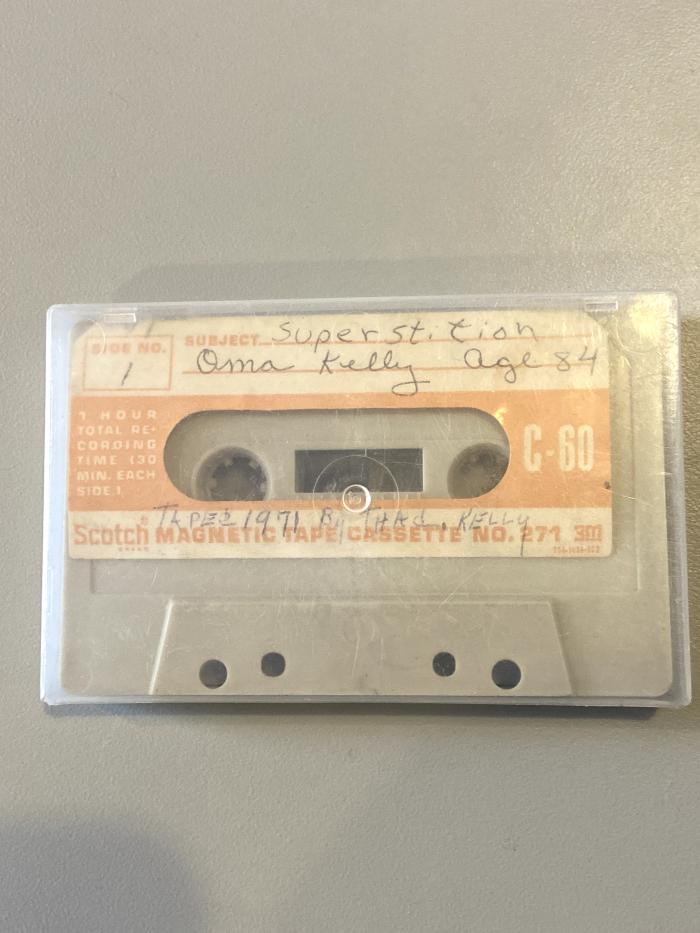 SIDE NO.
1
SUBJECT Superstition
Oma Kelly Age 84
1 HOUR
TOTAL RE-
CORDING
TIME (30
MIN. EACH
SIDE)
C-60
TAPED 1971 By THAD. KELLY
Scotch® MAGNETIC TAPE CASSETTE NO. 271 3M
BRAND